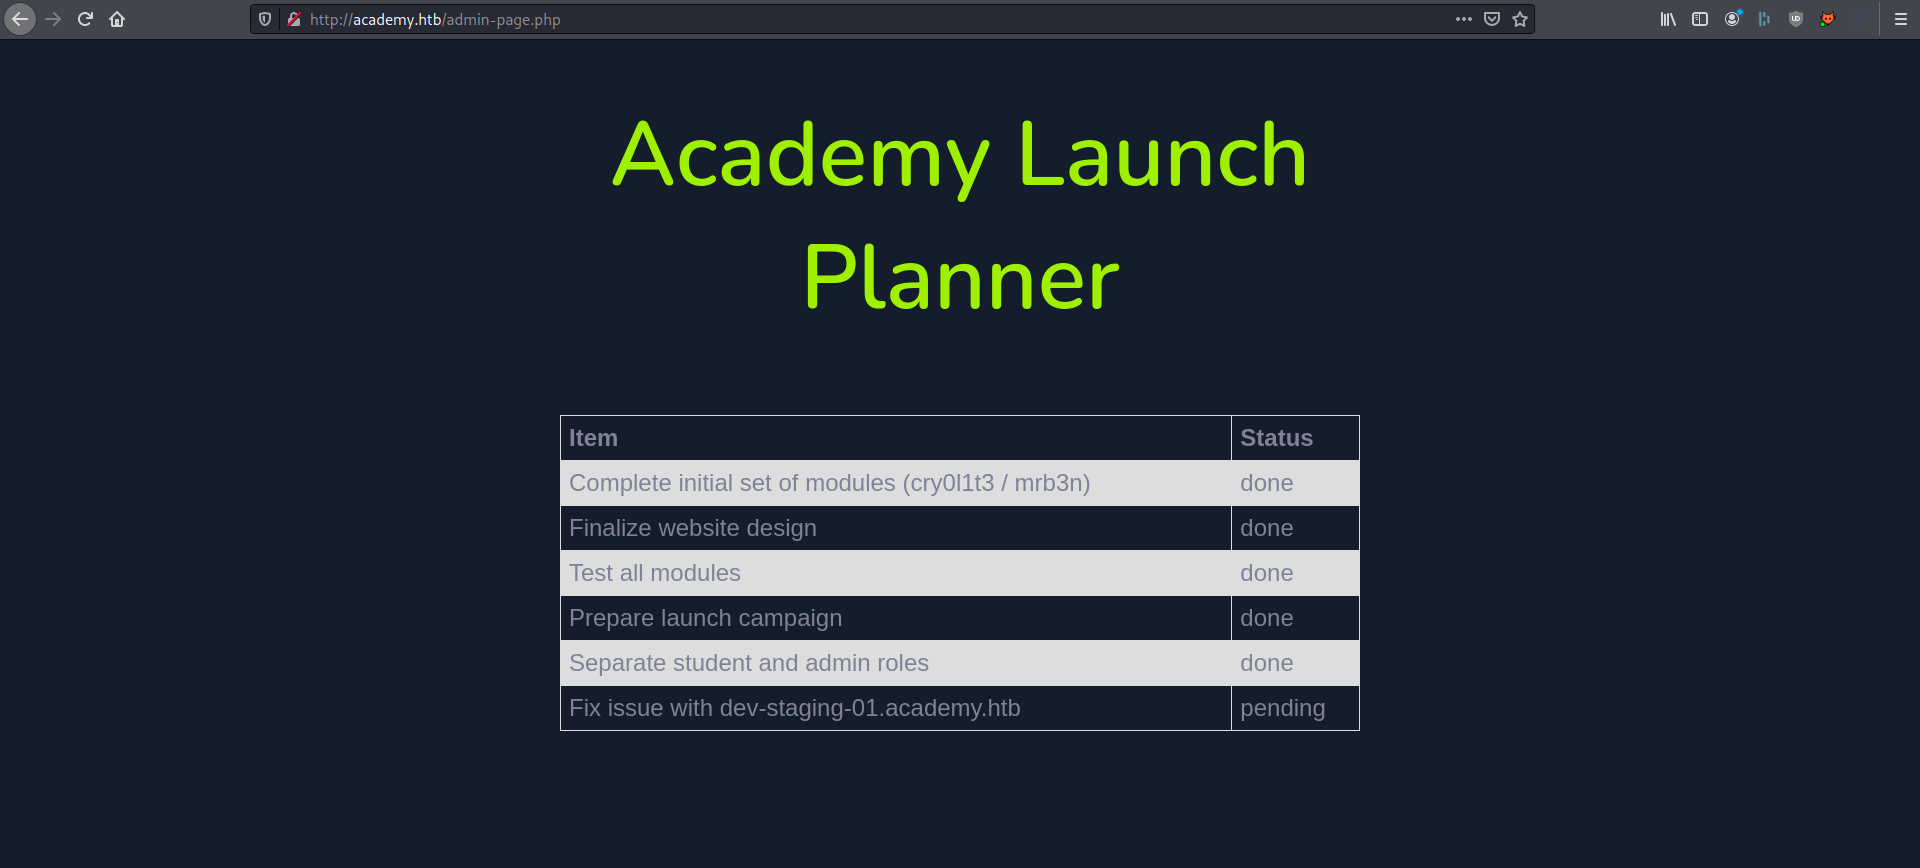 http://academy.htb/admin-page.php
Academy Launch
Planner
Item Status
Complete initial set of modules (cry0l1t3 / mrb3n) done
Finalize website design done
Test all modules done
Prepare launch campaign done
Separate student and admin roles done
Fix issue with dev-staging-01.academy.htb pending